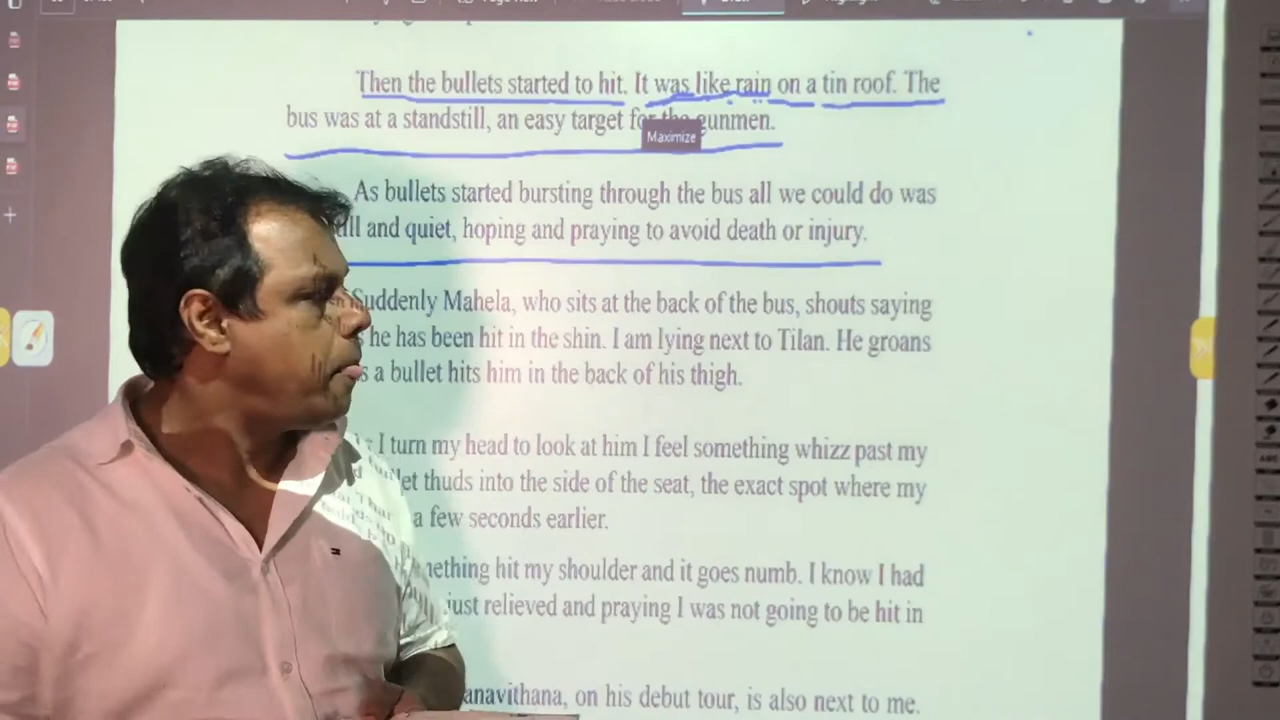 Then the bullets started to hit. It was like rain on a tin roof. The
bus was at a standstill, an easy target for the gunmen.
Maximize
As bullets started bursting through the bus all we could do was
and quiet, hoping and praying to avoid death or injury.
Suddenly Mahela, who sits at the back of the bus, shouts saying
he has been hit in the shin. I am lying next to Tilan. He groans
a bullet hits him in the back of his thigh.
I turn my head to look at him I feel something whizz past my
thuds into the side of the seat, the exact spot where my
a few seconds earlier.
hit my shoulder and it goes numb. I know I had
just relieved and praying I was not going to be hit in
on his debut tour, is also next to me.